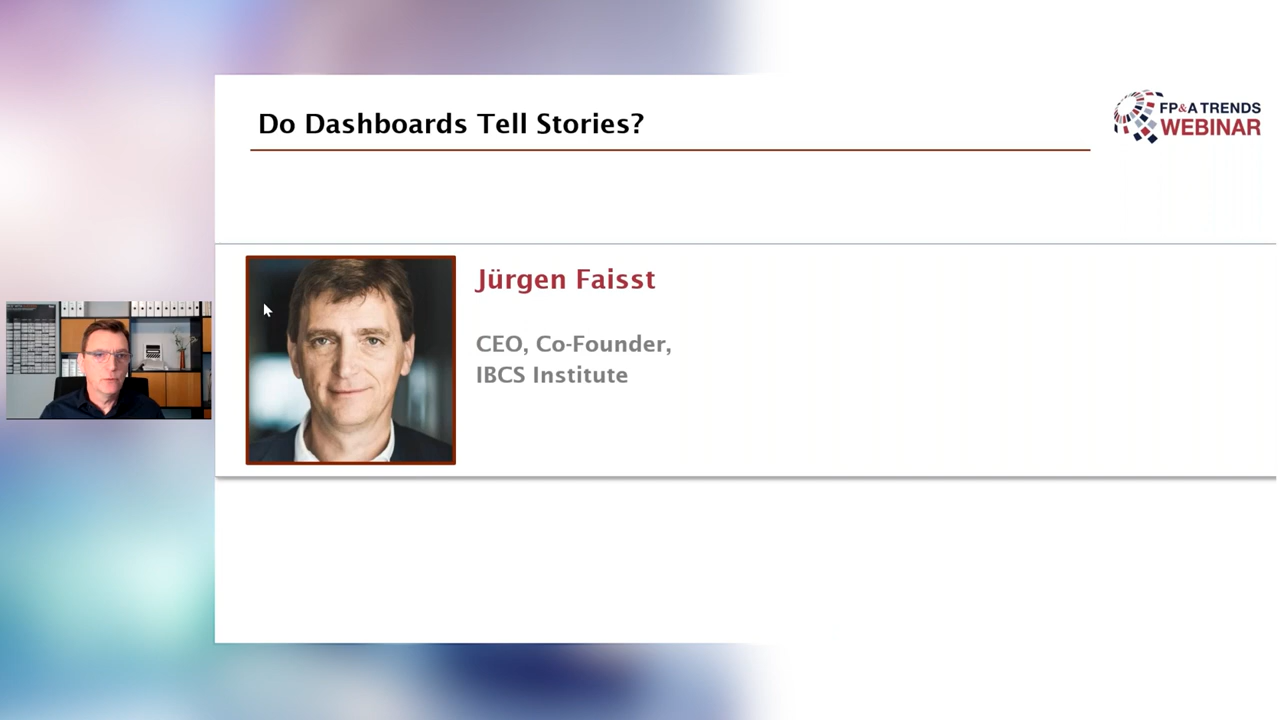 Do Dashboards Tell Stories?
FP&A TRENDS
WEBINAR
Jürgen Faisst
CEO, Co-Founder,
IBCS Institute